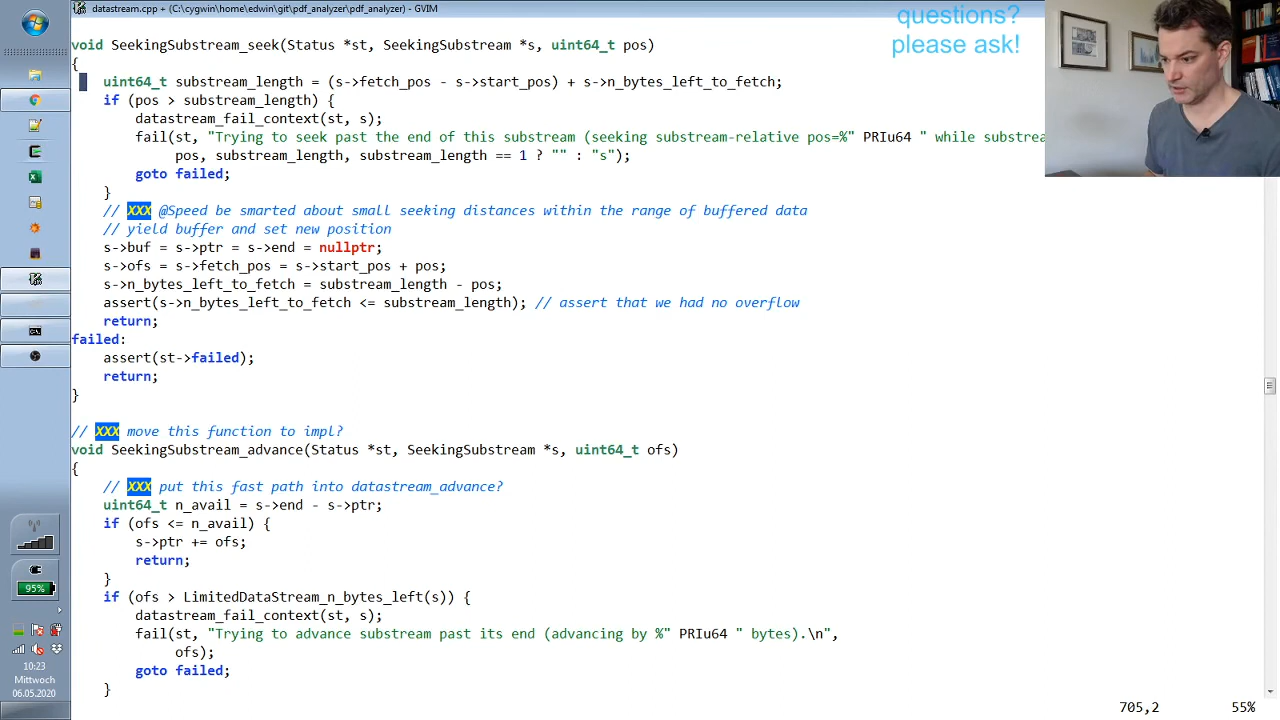 datastream.cpp + (C:\cygwin\home\edwin\git\pdf_analyzer\pdf_analyzer) - GVIM
questions?
please ask!
void SeekingSubstream_seek(Status *st, SeekingSubstream *s, uint64_t pos)
{
uint64_t substream_length = (s->fetch_pos - s->start_pos) + s->n_bytes_left_to_fetch;
if (pos > substream_length) {
datastream_fail_context(st, s);
fail(st, "Trying to seek past the end of this substream (seeking substream-relative pos=%" PRIu64 " while substrea
pos, substream_length, substream_length == 1 ? "" : "s");
goto failed;
}
// XXX @Speed be smarted about small seeking distances within the range of buffered data
// yield buffer and set new position
s->buf = s->ptr = s->end = nullptr;
s->ofs = s->fetch_pos = s->start_pos + pos;
s->n_bytes_left_to_fetch = substream_length - pos;
assert(s->n_bytes_left_to_fetch <= substream_length); // assert that we had no overflow
return;
failed:
assert(st->failed);
return;
}
// XXX move this function to impl?
void SeekingSubstream_advance(Status *st, SeekingSubstream *s, uint64_t ofs)
{
// XXX put this fast path into datastream_advance?
uint64_t n_avail = s->end - s->ptr;
if (ofs <= n_avail) {
s->ptr += ofs;
return;
}
if (ofs > LimitedDataStream_n_bytes_left(s)) {
datastream_fail_context(st, s);
fail(st, "Trying to advance substream past its end (advancing by %" PRIu64 " bytes).\n",
ofs);
goto failed;
}
705,2 55%
95%
10:23
Mittwoch
06.05.2020